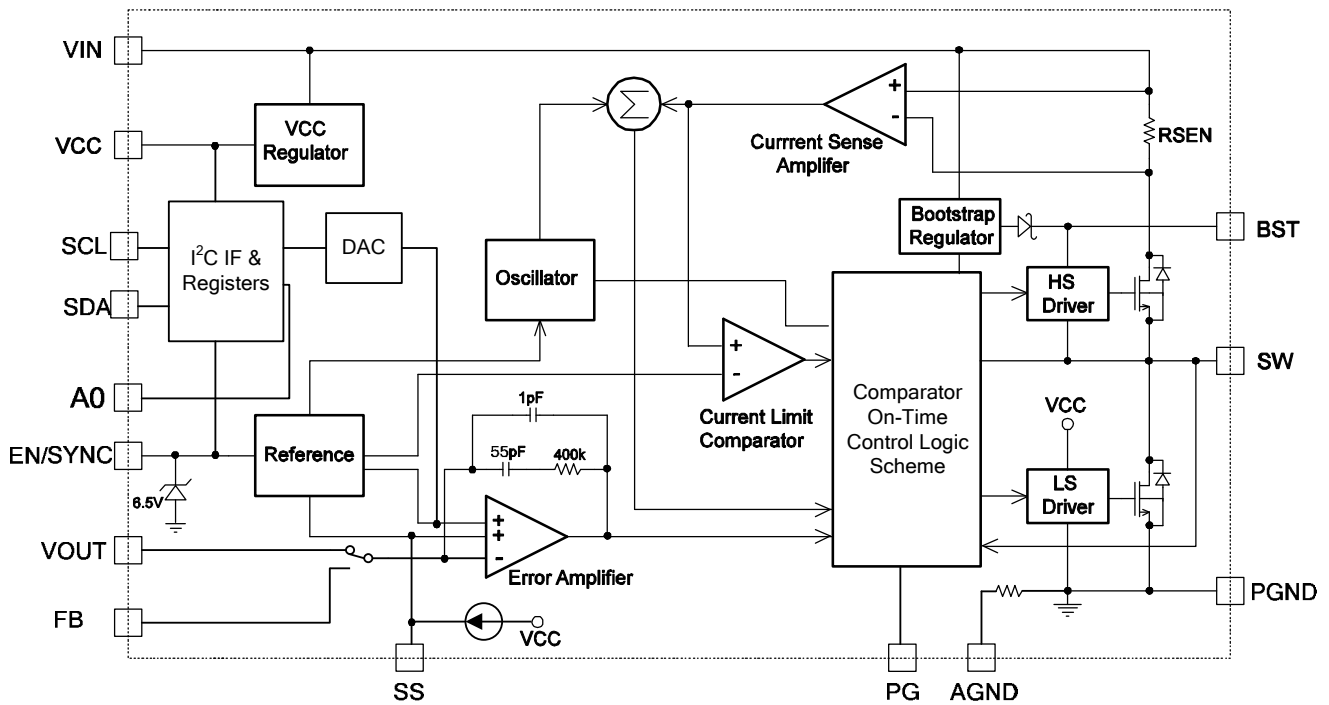 VIN
VCC
Regulator
VCC
SCL
SDA
A0
EN/SYNC
6.5V
VOUT
FB
I²C IF &
Registers
DAC
Reference
Oscillator
Σ
+
-
Currrent Sense
Amplifer
RSEN
Bootstrap
Regulator
BST
HS
Driver
SW
+
-
Current Limit
Comparator
Comparator
On-Time
Control Logic
Scheme
VCC
LS
Driver
1pF
55pF
400k
+
+
-
Error Amplifier
VCC
PGND
SS
PG
AGND